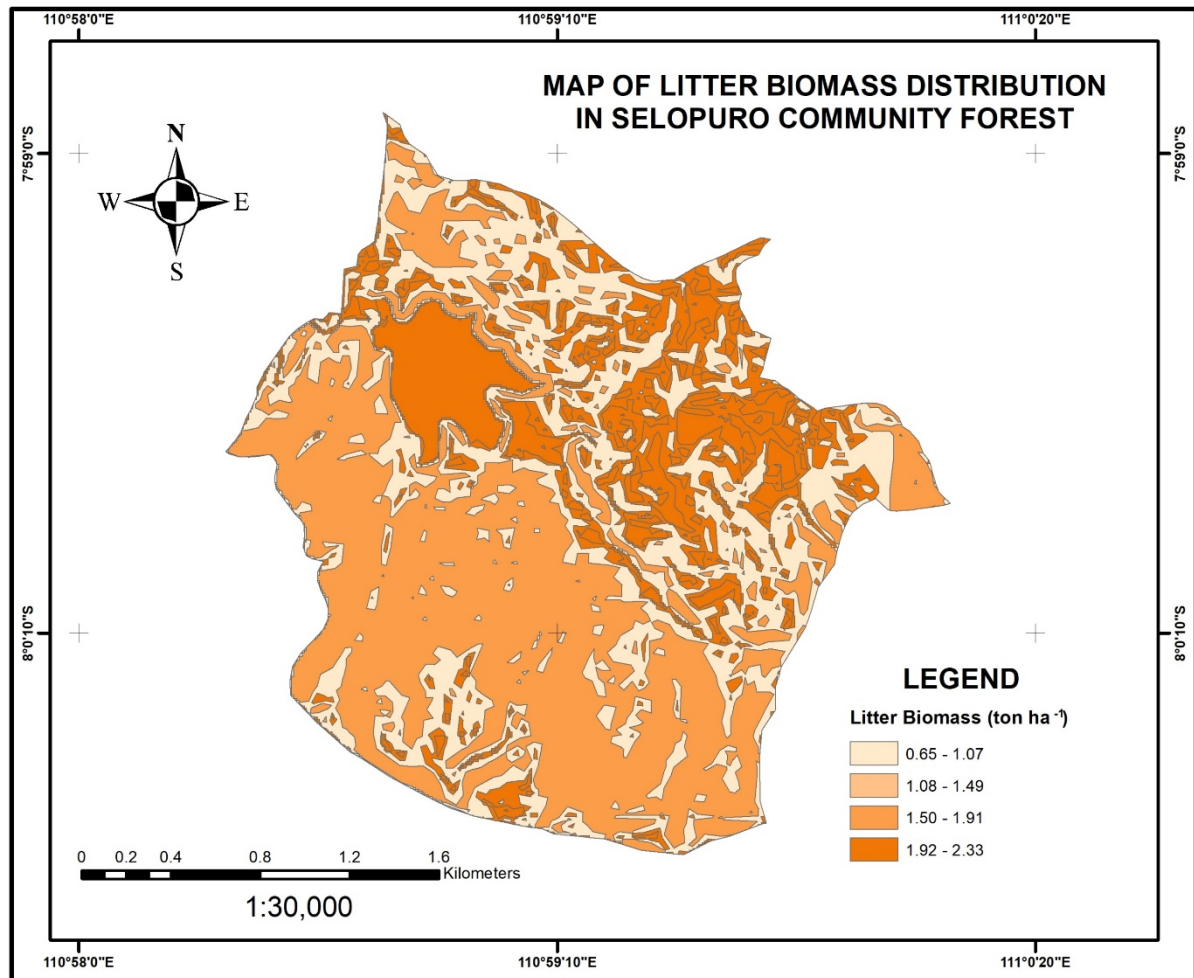 110°58'0"E 110°59'10"E 111°0'20"E
MAP OF LITTER BIOMASS DISTRIBUTION
IN SELOPURO COMMUNITY FOREST
7°59'0"S 7°59'0"S
N
W E
S
8°0'10"S 8°0'10"S
LEGEND
Litter Biomass (ton ha⁻¹)
0.65 - 1.07
1.08 - 1.49
1.50 - 1.91
1.92 - 2.33
0 0.2 0.4 0.8 1.2 1.6
Kilometers
1:30,000
110°58'0"E 110°59'10"E 111°0'20"E